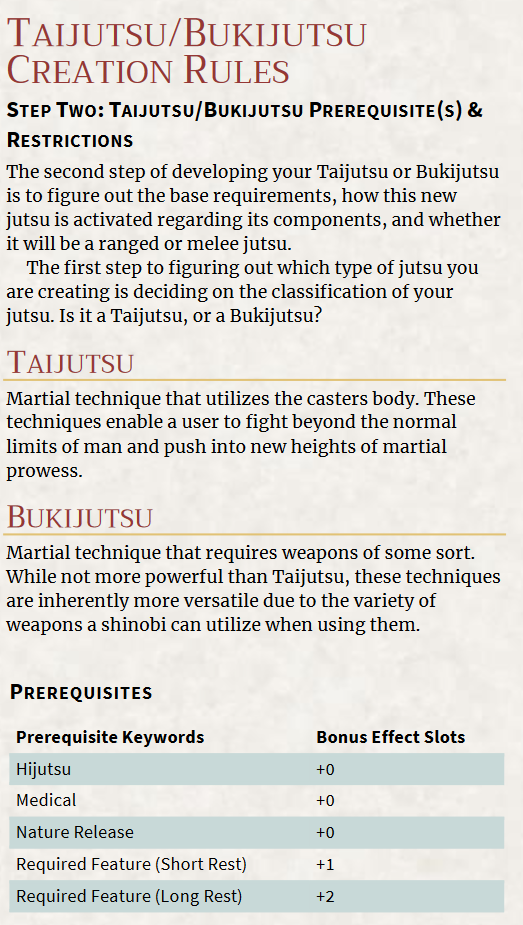 Taijutsu/Bukijutsu
Creation Rules
Step Two: Taijutsu/Bukijutsu Prerequisite(s) &
Restrictions
The second step of developing your Taijutsu or Bukijutsu
is to figure out the base requirements, how this new
jutsu is activated regarding its components, and whether
it will be a ranged or melee jutsu.
The first step to figuring out which type of jutsu you
are creating is deciding on the classification of your
jutsu. Is it a Taijutsu, or a Bukijutsu?
Taijutsu
Martial technique that utilizes the casters body. These
techniques enable a user to fight beyond the normal
limits of man and push into new heights of martial
prowess.
Bukijutsu
Martial technique that requires weapons of some sort.
While not more powerful than Taijutsu, these techniques
are inherently more versatile due to the variety of
weapons a shinobi can utilize when using them.
Prerequisites
Prerequisite Keywords Bonus Effect Slots
Hijutsu +0
Medical +0
Nature Release +0
Required Feature (Short Rest) +1
Required Feature (Long Rest) +2